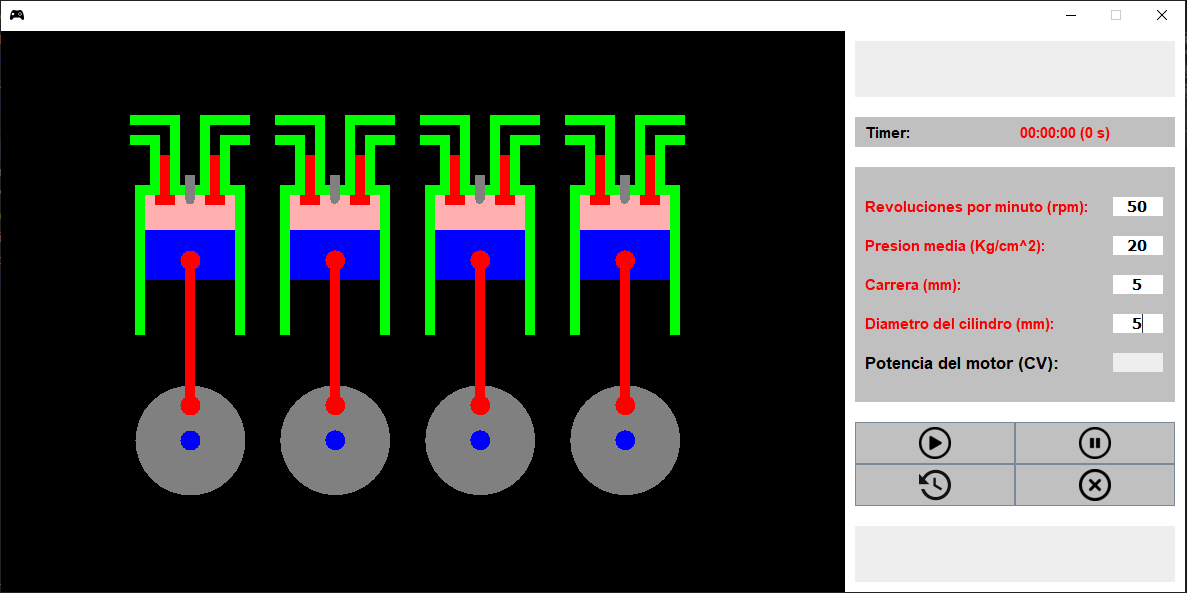 Timer: 00:00:00 (0 s)
Revoluciones por minuto (rpm): 50
Presion media (Kg/cm^2): 20
Carrera (mm): 5
Diametro del cilindro (mm): 5
Potencia del motor (CV):